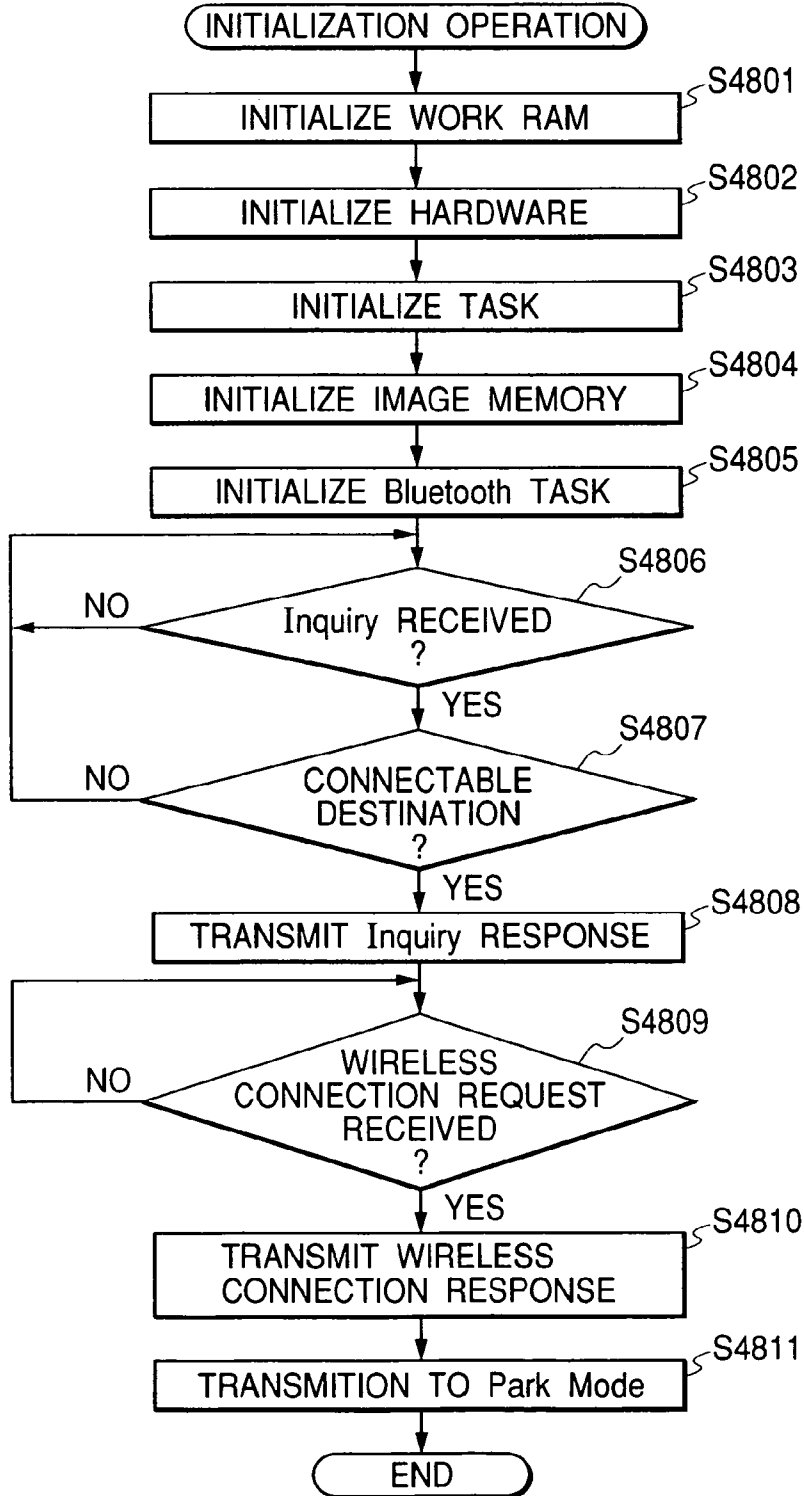 INITIALIZATION OPERATION
S4801
INITIALIZE WORK RAM
S4802
INITIALIZE HARDWARE
S4803
INITIALIZE TASK
S4804
INITIALIZE IMAGE MEMORY
S4805
INITIALIZE Bluetooth TASK
S4806
NO
Inquiry RECEIVED
?
YES
S4807
NO
CONNECTABLE
DESTINATION
?
YES
S4808
TRANSMIT Inquiry RESPONSE
S4809
NO
WIRELESS
CONNECTION REQUEST
RECEIVED
?
YES
S4810
TRANSMIT WIRELESS
CONNECTION RESPONSE
S4811
TRANSMITION TO Park Mode
END